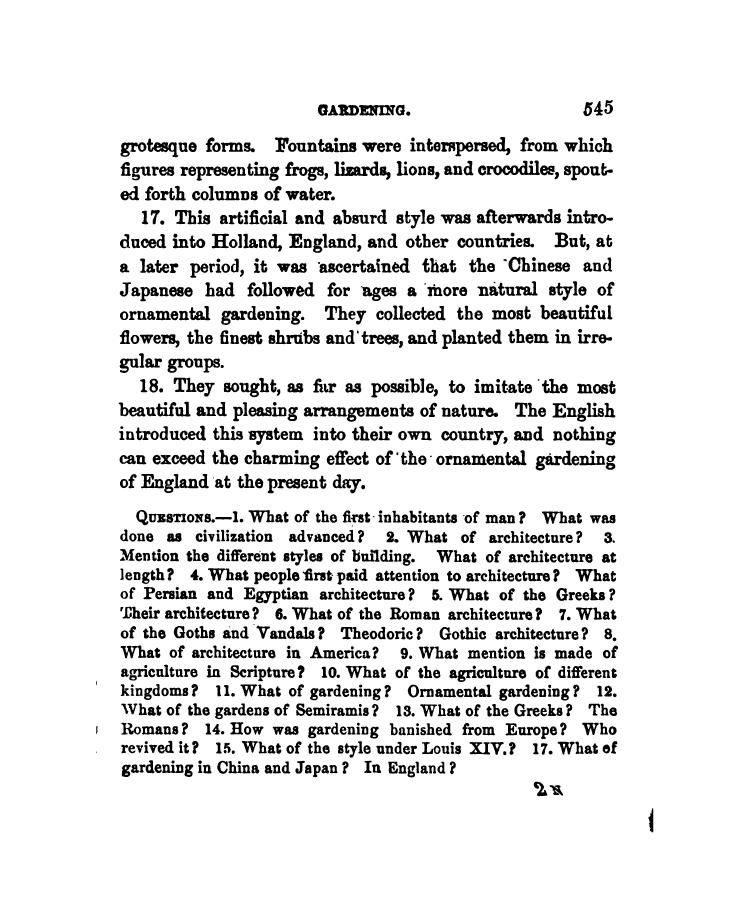 GARDENING. 545
grotesque forms. Fountains were interspersed, from which
figures representing frogs, lizards, lions, and crocodiles, spout-
ed forth columns of water.
17. This artificial and absurd style was afterwards intro-
duced into Holland, England, and other countries. But, at
a later period, it was ascertained that the Chinese and
Japanese had followed for ages a more natural style of
ornamental gardening. They collected the most beautiful
flowers, the finest shrubs and trees, and planted them in irre-
gular groups.
18. They sought, as far as possible, to imitate the most
beautiful and pleasing arrangements of nature. The English
introduced this system into their own country, and nothing
can exceed the charming effect of the ornamental gardening
of England at the present day.
QUESTIONS.—1. What of the first inhabitants of man? What was
done as civilization advanced? 2. What of architecture? 3.
Mention the different styles of building. What of architecture at
length? 4. What people first paid attention to architecture? What
of Persian and Egyptian architecture? 5. What of the Greeks?
Their architecture? 6. What of the Roman architecture? 7. What
of the Goths and Vandals? Theodoric? Gothic architecture? 8.
What of architecture in America? 9. What mention is made of
agriculture in Scripture? 10. What of the agriculture of different
kingdoms? 11. What of gardening? Ornamental gardening? 12.
What of the gardens of Semiramis? 13. What of the Greeks? The
Romans? 14. How was gardening banished from Europe? Who
revived it? 15. What of the style under Louis XIV.? 17. What of
gardening in China and Japan? In England?
2 N